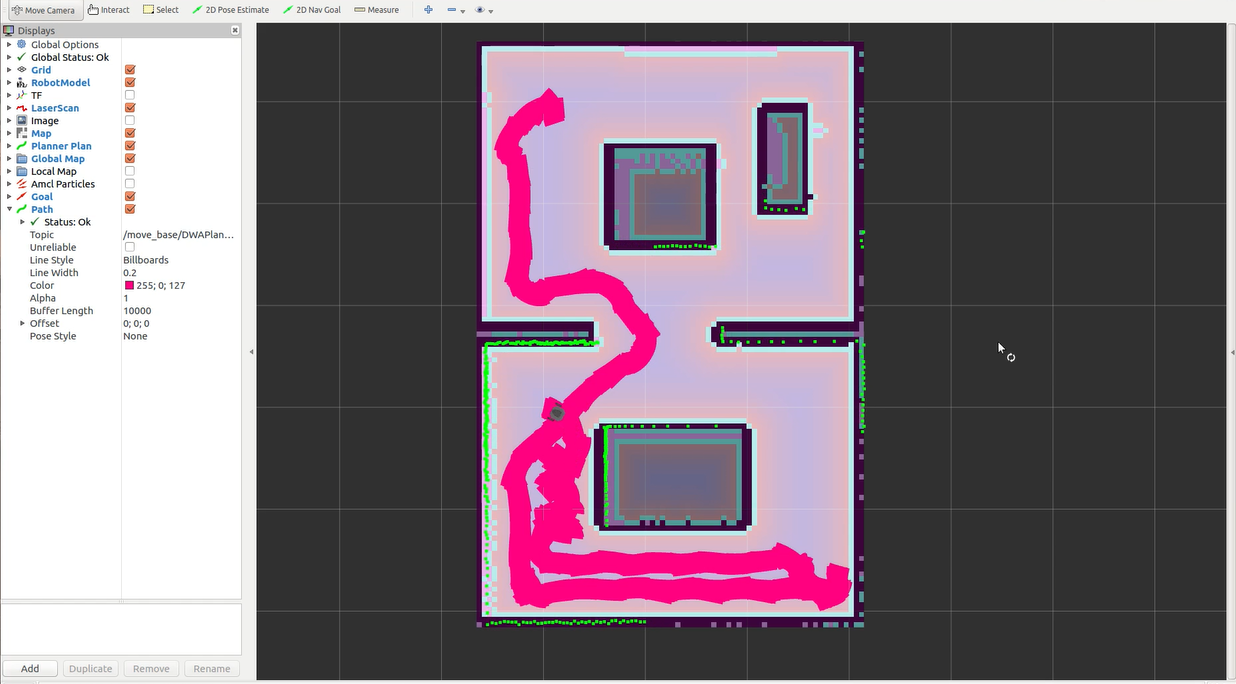 Move Camera Interact Select 2D Pose Estimate 2D Nav Goal Measure
Displays
Global Options
Global Status: Ok
Grid
RobotModel
TF
LaserScan
Image
Map
Planner Plan
Global Map
Local Map
Amcl Particles
Goal
Path
Status: Ok
Topic /move_base/DWAPlan...
Unreliable
Line Style Billboards
Line Width 0.2
Color 255; 0; 127
Alpha 1
Buffer Length 10000
Offset 0; 0; 0
Pose Style None
Add Duplicate Remove Rename